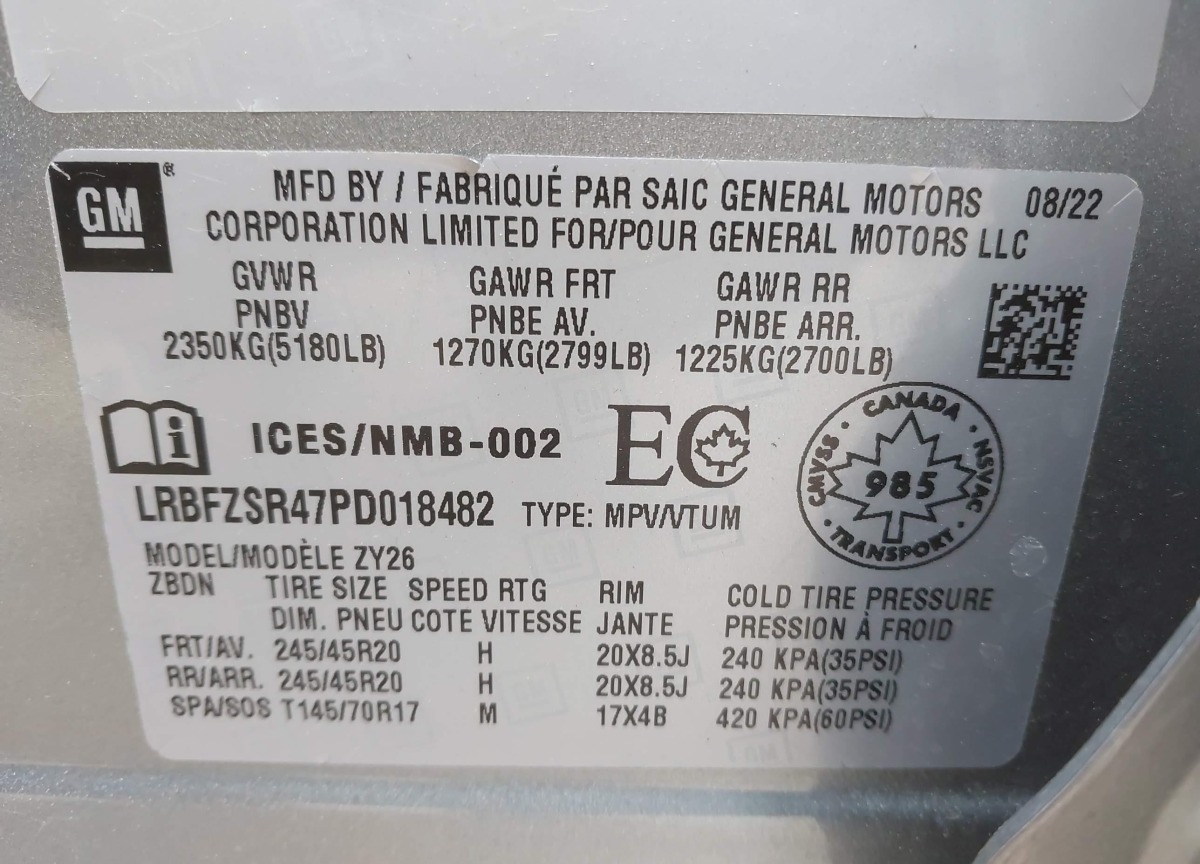 GM®
MFD BY / FABRIQUÉ PAR SAIC GENERAL MOTORS 08/22
CORPORATION LIMITED FOR/POUR GENERAL MOTORS LLC
GVWR GAWR FRT GAWR RR
PNBV PNBE AV. PNBE ARR.
2350KG(5180LB) 1270KG(2799LB) 1225KG(2700LB)
i ICES/NMB-002 EC
CANADA
CMVSS · NSVAC
985
· TRANSPORT ·
LRBFZSR47PD018482 TYPE: MPV/VTUM
MODEL/MODÈLE ZY26
ZBDN TIRE SIZE SPEED RTG RIM COLD TIRE PRESSURE
DIM. PNEU COTE VITESSE JANTE PRESSION À FROID
FRT/AV. 245/45R20 H 20X8.5J 240 KPA(35PSI)
RR/ARR. 245/45R20 H 20X8.5J 240 KPA(35PSI)
SPA/SOS T145/70R17 M 17X4B 420 KPA(60PSI)